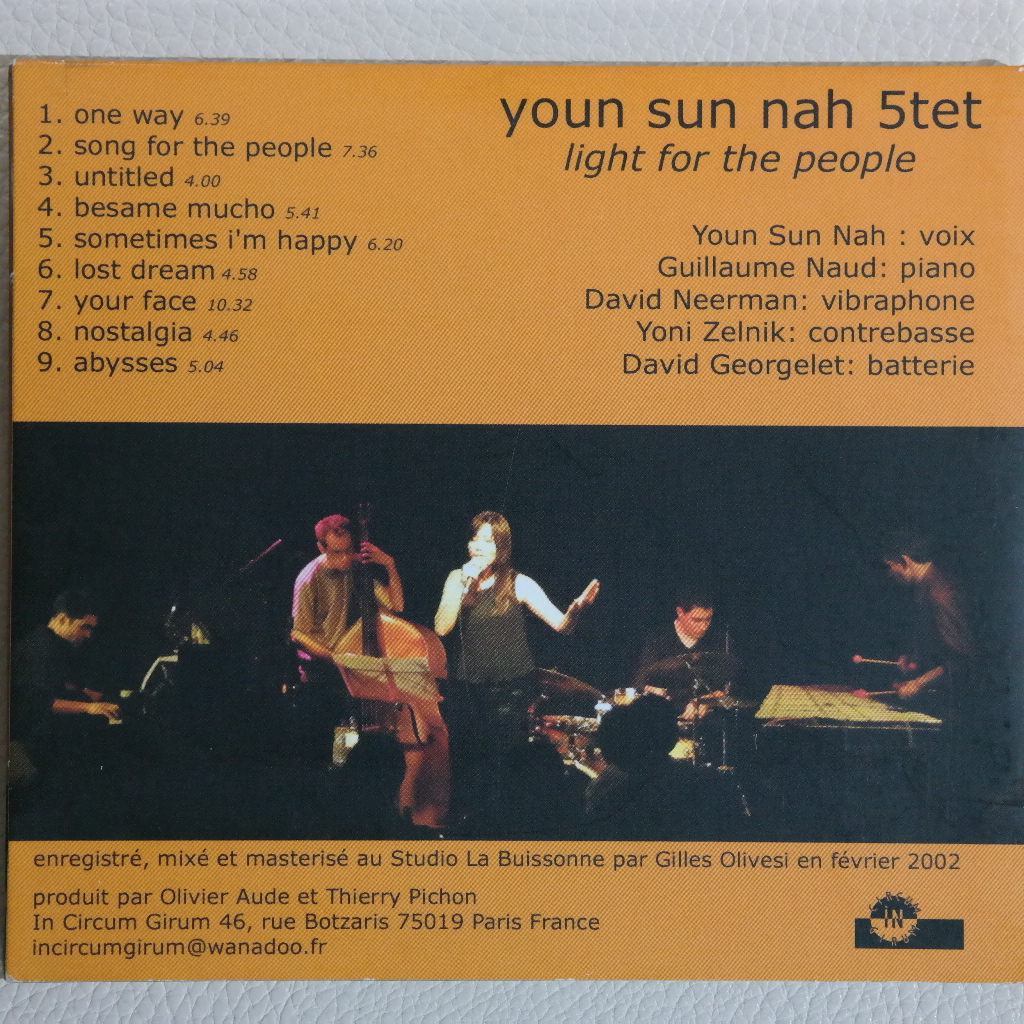 1. one way 6.39
2. song for the people 7.36
3. untitled 4.00
4. besame mucho 5.41
5. sometimes i'm happy 6.20
6. lost dream 4.58
7. your face 10.32
8. nostalgia 4.46
9. abysses 5.04
youn sun nah 5tet
light for the people
Youn Sun Nah : voix
Guillaume Naud: piano
David Neerman: vibraphone
Yoni Zelnik: contrebasse
David Georgelet: batterie
enregistré, mixé et masterisé au Studio La Buissonne par Gilles Olivesi en février 2002
produit par Olivier Aude et Thierry Pichon
In Circum Girum 46, rue Botzaris 75019 Paris France
incircumgirum@wanadoo.fr
CIRCUM
IN
GIRUM